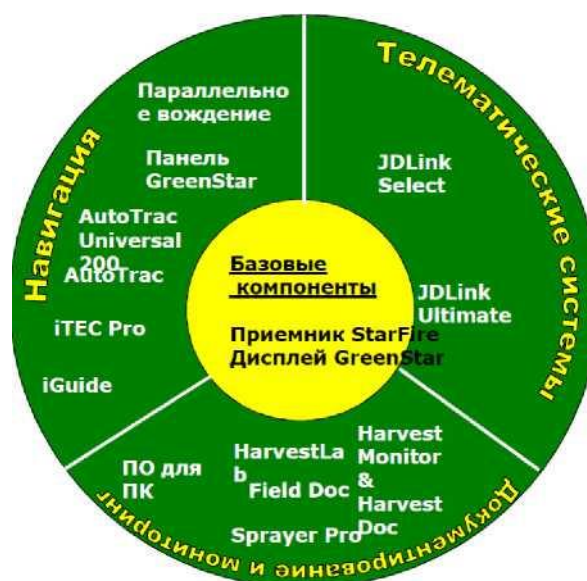 Навигация
Параллельно
е вождение
Панель
GreenStar
AutoTrac
Universal
200
AutoTrac
iTEC Pro
iGuide
Телематические системы
JDLink
Select
JDLink
Ultimate
Базовые
компоненты
Приемник StarFire
Дисплей GreenStar
ПО для
ПК
HarvestLa
b
Field Doc
Sprayer Pro
Harvest
Monitor
&
Harvest
Doc
Документирование и мониторинг